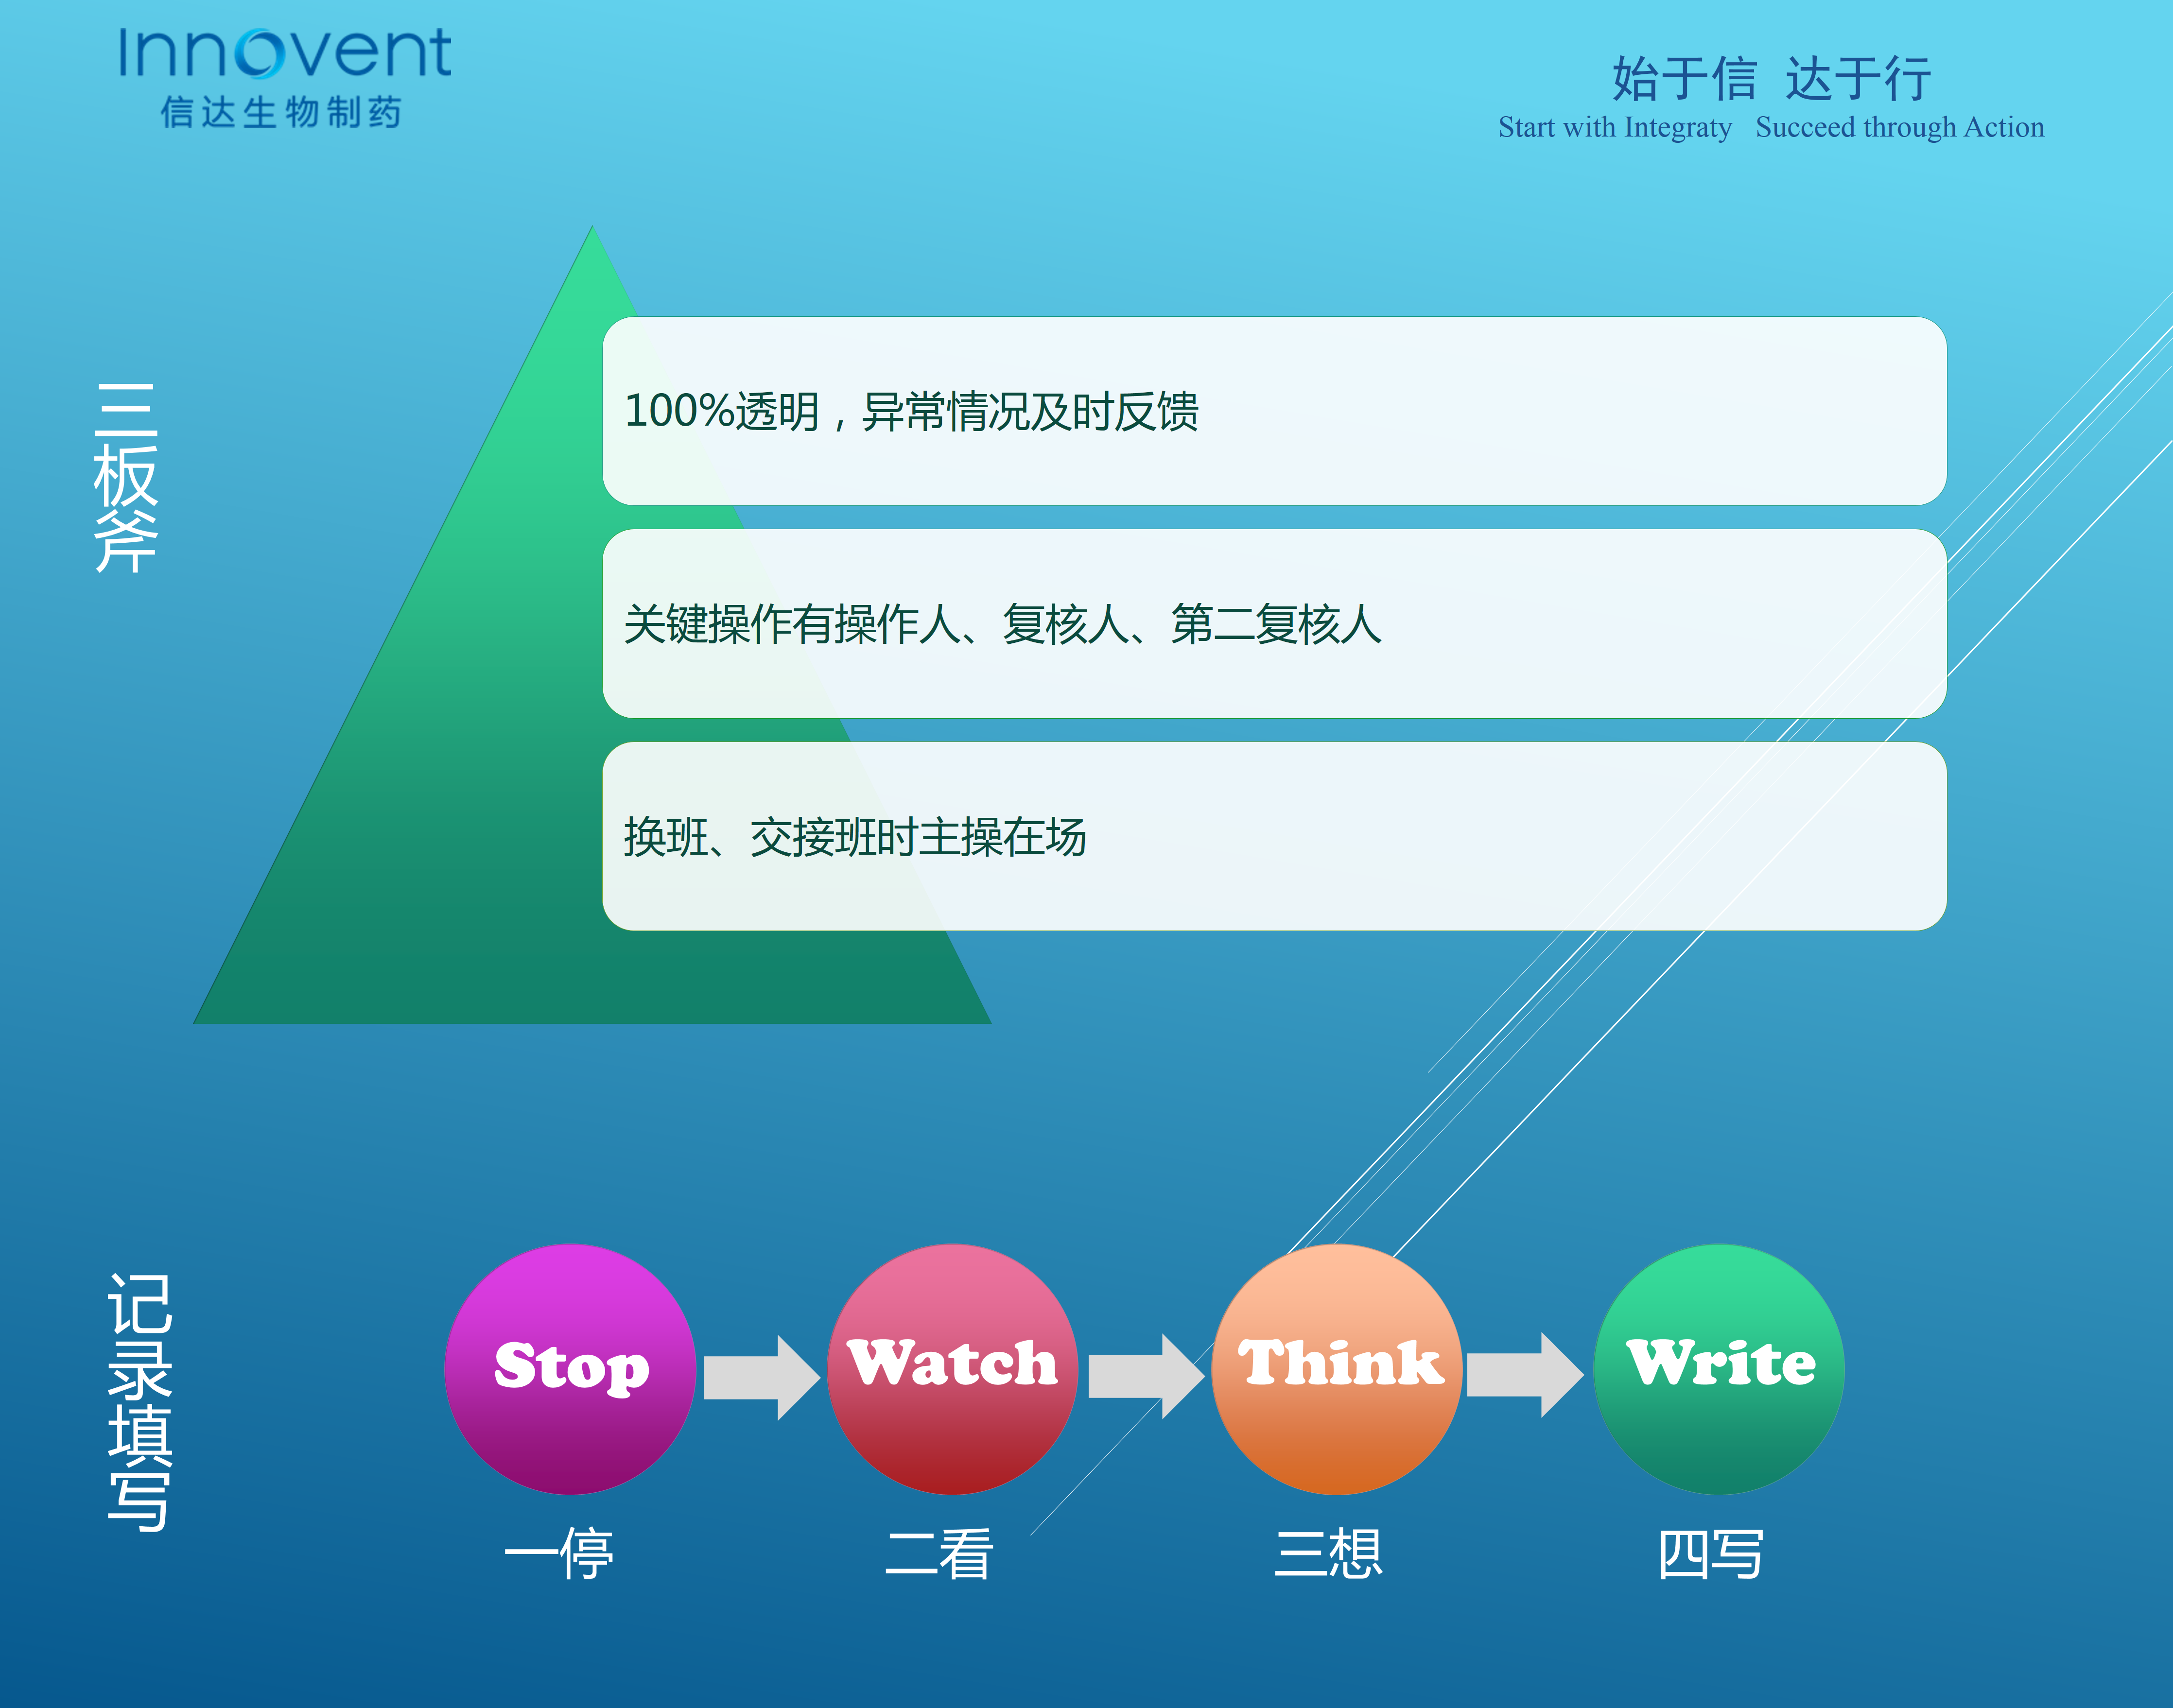 Innovent
信达生物制药
始于信 达于行
Start with Integraty Succeed through Action
三板斧
100%透明，异常情况及时反馈
关键操作有操作人、复核人、第二复核人
换班、交接班时主操在场
记录填写
Stop
Watch
Think
Write
一停
二看
三想
四写